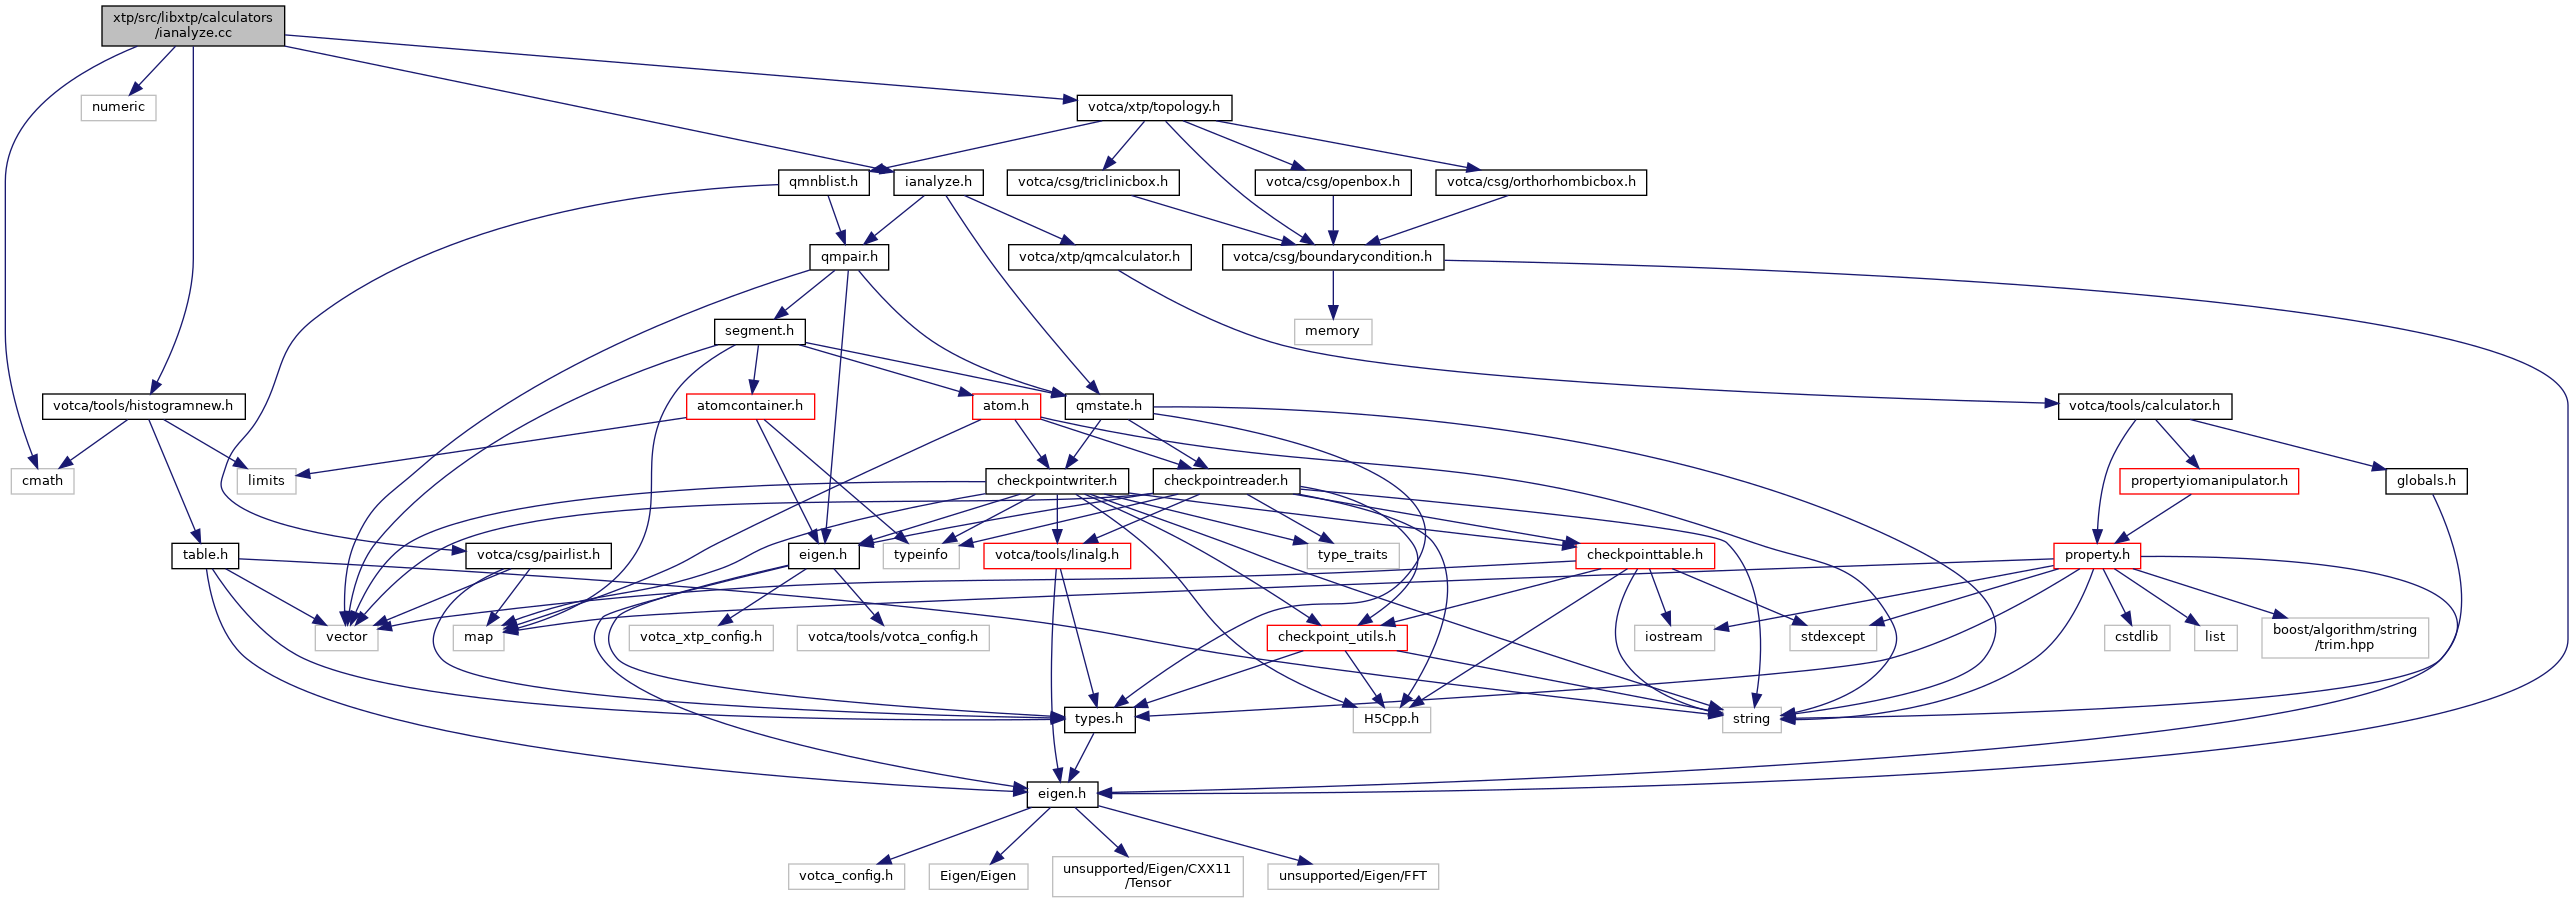 xtp/src/libxtp/calculators
/ianalyze.cc
numeric
votca/xtp/topology.h
qmnblist.h
ianalyze.h
votca/csg/triclinicbox.h
votca/csg/openbox.h
votca/csg/orthorhombicbox.h
qmpair.h
votca/xtp/qmcalculator.h
votca/csg/boundarycondition.h
segment.h
memory
votca/tools/histogramnew.h
atomcontainer.h
atom.h
qmstate.h
votca/tools/calculator.h
cmath
limits
checkpointwriter.h
checkpointreader.h
propertyiomanipulator.h
globals.h
table.h
votca/csg/pairlist.h
eigen.h
typeinfo
votca/tools/linalg.h
type_traits
checkpointtable.h
property.h
vector
map
votca_xtp_config.h
votca/tools/votca_config.h
checkpoint_utils.h
iostream
stdexcept
cstdlib
list
boost/algorithm/string
/trim.hpp
types.h
H5Cpp.h
string
eigen.h
votca_config.h
Eigen/Eigen
unsupported/Eigen/CXX11
/Tensor
unsupported/Eigen/FFT